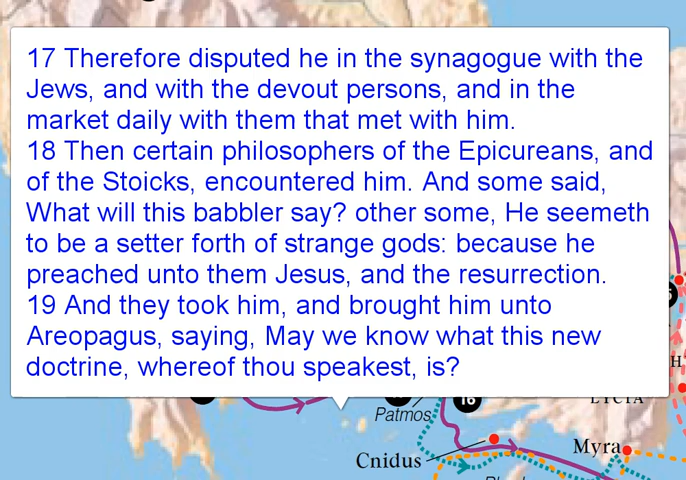 17 Therefore disputed he in the synagogue with the
Jews, and with the devout persons, and in the
market daily with them that met with him.
18 Then certain philosophers of the Epicureans, and
of the Stoicks, encountered him. And some said,
What will this babbler say? other some, He seemeth
to be a setter forth of strange gods: because he
preached unto them Jesus, and the resurrection.
19 And they took him, and brought him unto
Areopagus, saying, May we know what this new
doctrine, whereof thou speakest, is?
16
LYCIA
Patmos
Cnidus
Myra